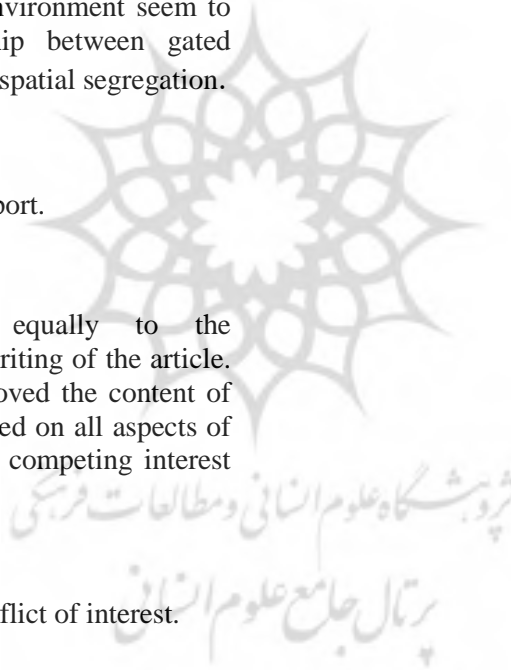 nvironment seem to
ip between gated
spatial segregation.
port.
equally to the
riting of the article.
oved the content of
ed on all aspects of
competing interest
پژوهشگاه علوم انسانی و مطالعات فرهنگی
flict of interest.
پرتال جامع علوم انسانی